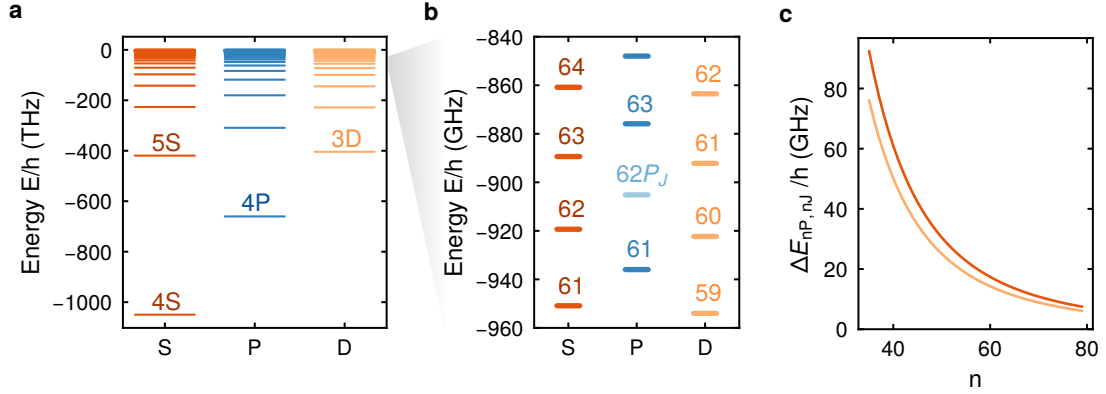 a
Energy E/h (THz)
0
−200
−400
−600
−800
−1000
5S
4S
4P
3D
S
P
D
b
Energy E/h (GHz)
−840
−860
−880
−900
−920
−940
−960
64
63
62
61
63
62P_J
61
62
61
60
59
S
P
D
c
ΔE_{nP,nJ}/h (GHz)
80
60
40
20
0
40
60
80
n